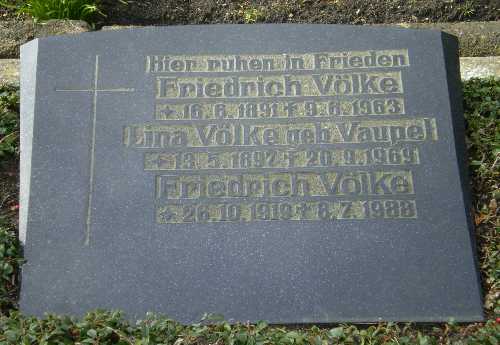 Hier ruhen in Frieden
Friedrich Völke
* 16.6.1891 † 9.6.1963
Lina Völke geb Vaupel
* 13.5.1897 † 20.9.1969
Friedrich Völke
* 26.10.1919 † 8.7.1988